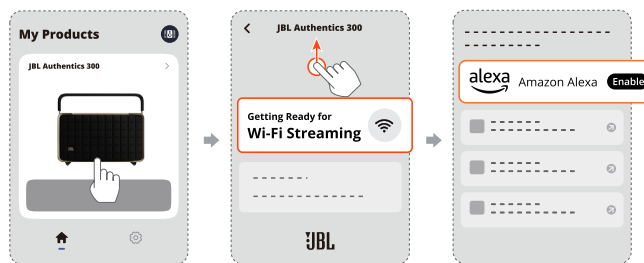 My Products
JBL Authentics 300
JBL
JBL Authentics 300
Getting Ready for
Wi-Fi Streaming
JBL
alexa
Amazon Alexa
Enable